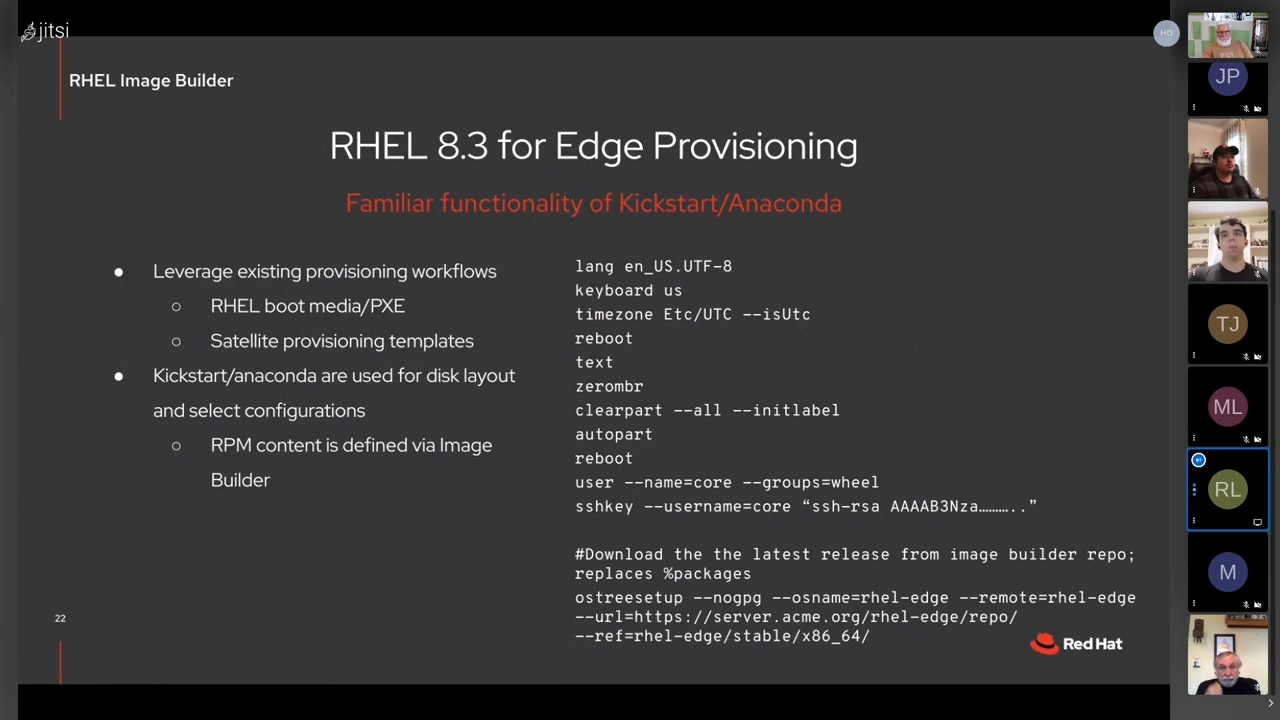 jitsi
HD
RHEL Image Builder
RHEL 8.3 for Edge Provisioning
Familiar functionality of Kickstart/Anaconda
● Leverage existing provisioning workflows
○ RHEL boot media/PXE
○ Satellite provisioning templates
● Kickstart/anaconda are used for disk layout
and select configurations
○ RPM content is defined via Image
Builder
lang en_US.UTF-8
keyboard us
timezone Etc/UTC --isUtc
reboot
text
zerombr
clearpart --all --initlabel
autopart
reboot
user --name=core --groups=wheel
sshkey --username=core “ssh-rsa AAAAB3Nza………..”
#Download the the latest release from image builder repo;
replaces %packages
ostreesetup --nogpg --osname=rhel-edge --remote=rhel-edge
--url=https://server.acme.org/rhel-edge/repo/
--ref=rhel-edge/stable/x86_64/
22
Red Hat
JP
TJ
ML
RL
M